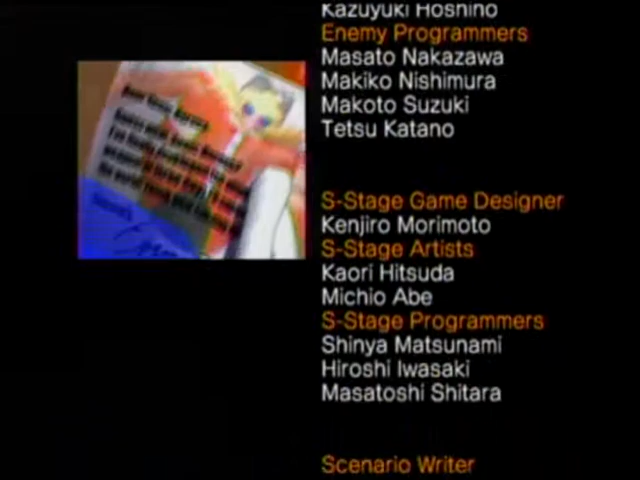 Kazuyuki Hoshino
Enemy Programmers
Masato Nakazawa
Makiko Nishimura
Makoto Suzuki
Tetsu Katano
S-Stage Game Designer
Kenjiro Morimoto
S-Stage Artists
Kaori Hitsuda
Michio Abe
S-Stage Programmers
Shinya Matsunami
Hiroshi Iwasaki
Masatoshi Shitara
Scenario Writer